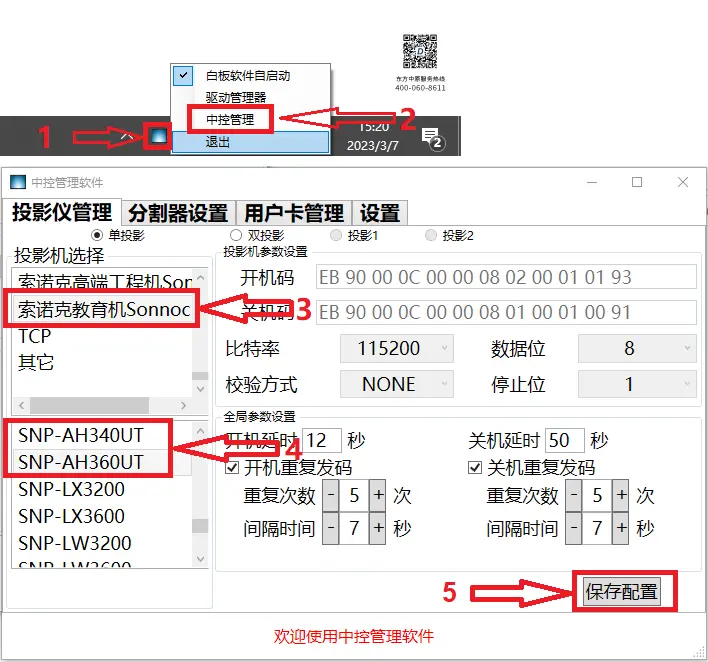 东方中原服务热线
400-060-8611
白板软件自启动
驱动管理器
中控管理
退出
1
2
15:20
2023/3/7
2
中控管理软件
投影仪管理 分割器设置 用户卡管理 设置
单投影 双投影 投影1 投影2
投影机选择
索诺克高端工程机Son
索诺克教育机Sonnoc
TCP
其它
3
SNP-AH340UT
SNP-AH360UT
SNP-LX3200
SNP-LX3600
SNP-LW3200
SNP-LW3600
4
投影机参数设置
开机码 EB 90 00 0C 00 00 08 02 00 01 01 93
关机码 EB 90 00 0C 00 00 08 01 00 01 00 91
比特率 115200 数据位 8
校验方式 NONE 停止位 1
全局参数设置
开机延时 12 秒 关机延时 50 秒
开机重复发码 关机重复发码
重复次数 - 5 + 次 重复次数 - 5 + 次
间隔时间 - 7 + 秒 间隔时间 - 7 + 秒
5
保存配置
欢迎使用中控管理软件